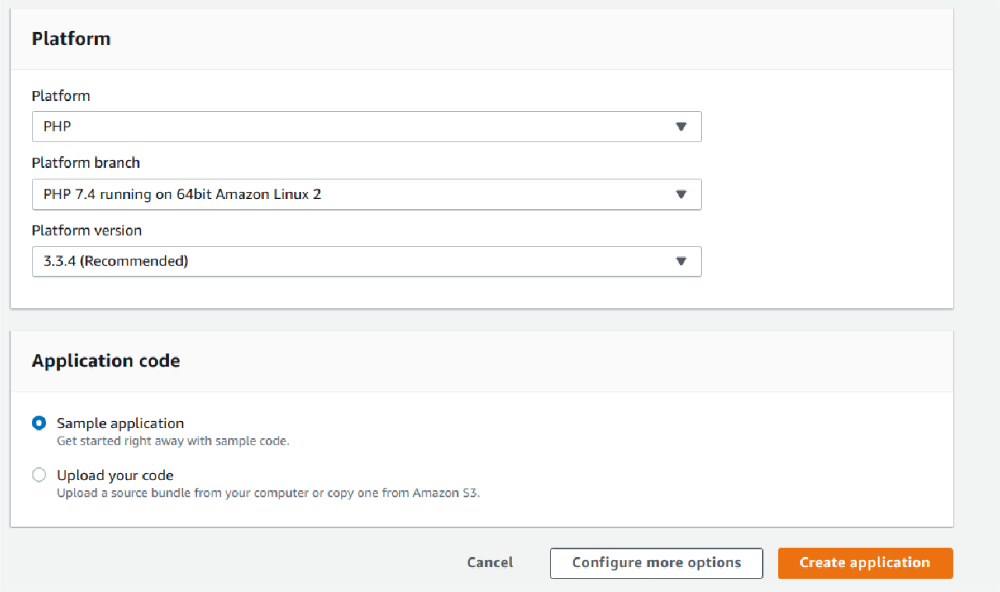 Platform
Platform
PHP
Platform branch
PHP 7.4 running on 64bit Amazon Linux 2
Platform version
3.3.4 (Recommended)
Application code
Sample application
Get started right away with sample code.
Upload your code
Upload a source bundle from your computer or copy one from Amazon S3.
Cancel Configure more options Create application